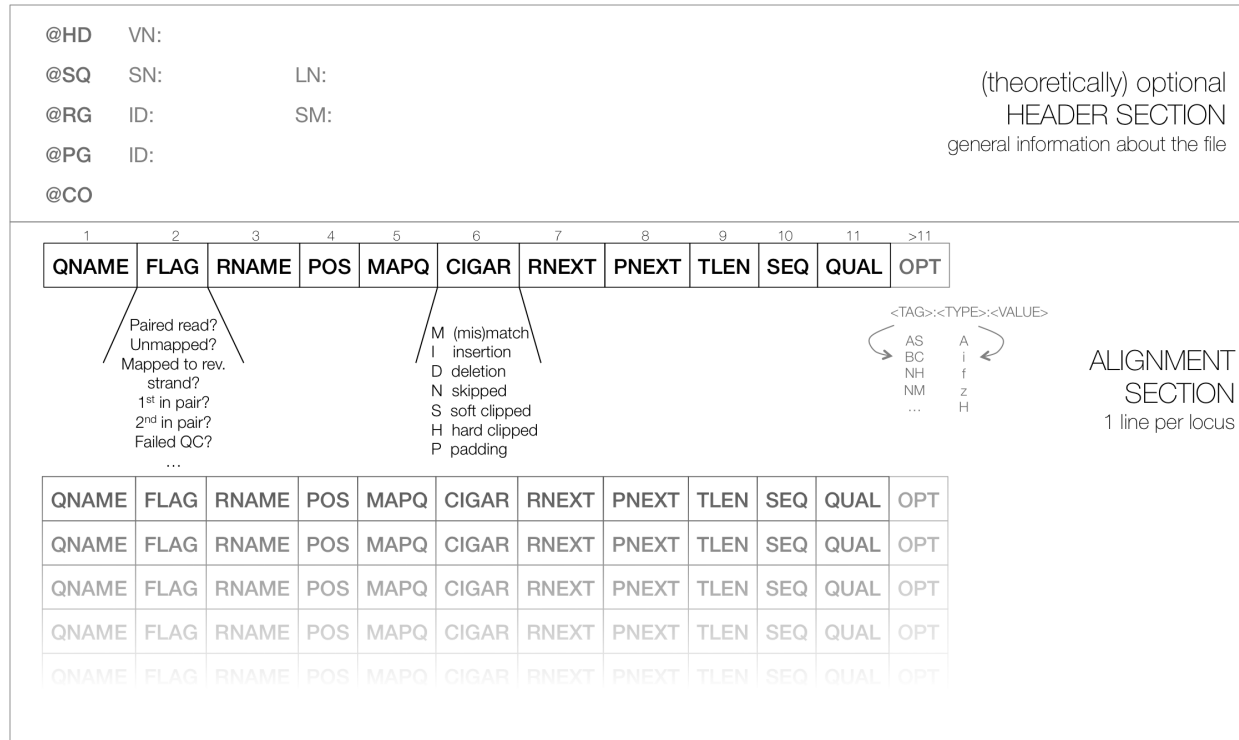 @HD VN:
@SQ SN: LN:
@RG ID: SM:
@PG ID:
@CO
(theoretically) optional
HEADER SECTION
general information about the file
1 2 3 4 5 6 7 8 9 10 11 >11
QNAME FLAG RNAME POS MAPQ CIGAR RNEXT PNEXT TLEN SEQ QUAL OPT
Paired read?
Unmapped?
Mapped to rev.
strand?
1st in pair?
2nd in pair?
Failed QC?
…
M (mis)match
I insertion
D deletion
N skipped
S soft clipped
H hard clipped
P padding
<TAG>:<TYPE>:<VALUE>
AS A
BC i
NH f
NM z
… H
ALIGNMENT
SECTION
1 line per locus
QNAME FLAG RNAME POS MAPQ CIGAR RNEXT PNEXT TLEN SEQ QUAL OPT
QNAME FLAG RNAME POS MAPQ CIGAR RNEXT PNEXT TLEN SEQ QUAL OPT
QNAME FLAG RNAME POS MAPQ CIGAR RNEXT PNEXT TLEN SEQ QUAL OPT
QNAME FLAG RNAME POS MAPQ CIGAR RNEXT PNEXT TLEN SEQ QUAL OPT
QNAME FLAG RNAME POS MAPQ CIGAR RNEXT PNEXT TLEN SEQ QUAL OPT